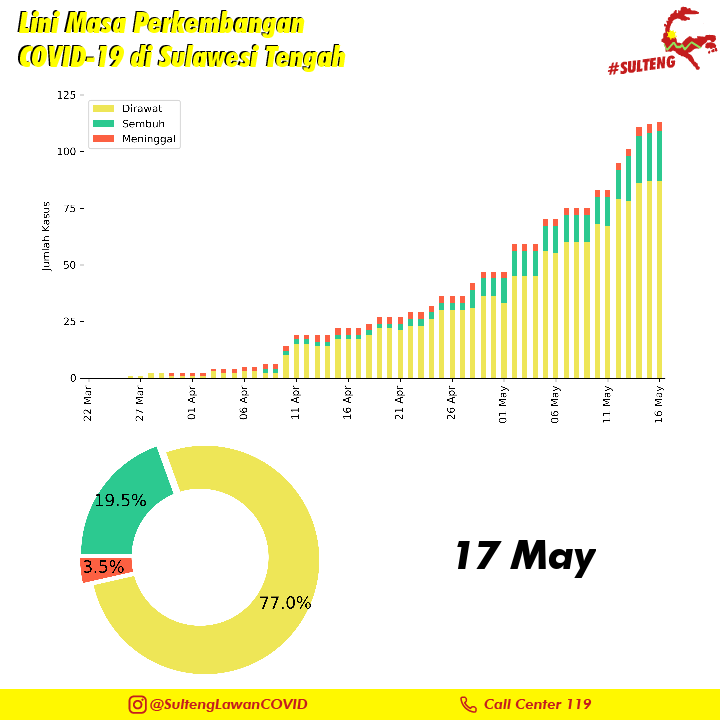 Lini Masa Perkembangan
COVID-19 di Sulawesi Tengah
#SULTENG
125
100
75
50
25
0
Jumlah Kasus
Dirawat
Sembuh
Meninggal
22 Mar
27 Mar
01 Apr
06 Apr
11 Apr
16 Apr
21 Apr
26 Apr
01 May
06 May
11 May
16 May
19.5%
3.5%
77.0%
17 May
@SultengLawanCOVID
Call Center 119